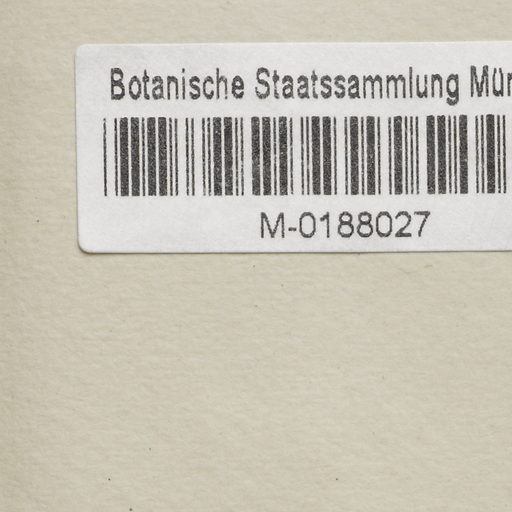 Botanische Staatssammlung Mün
M-0188027